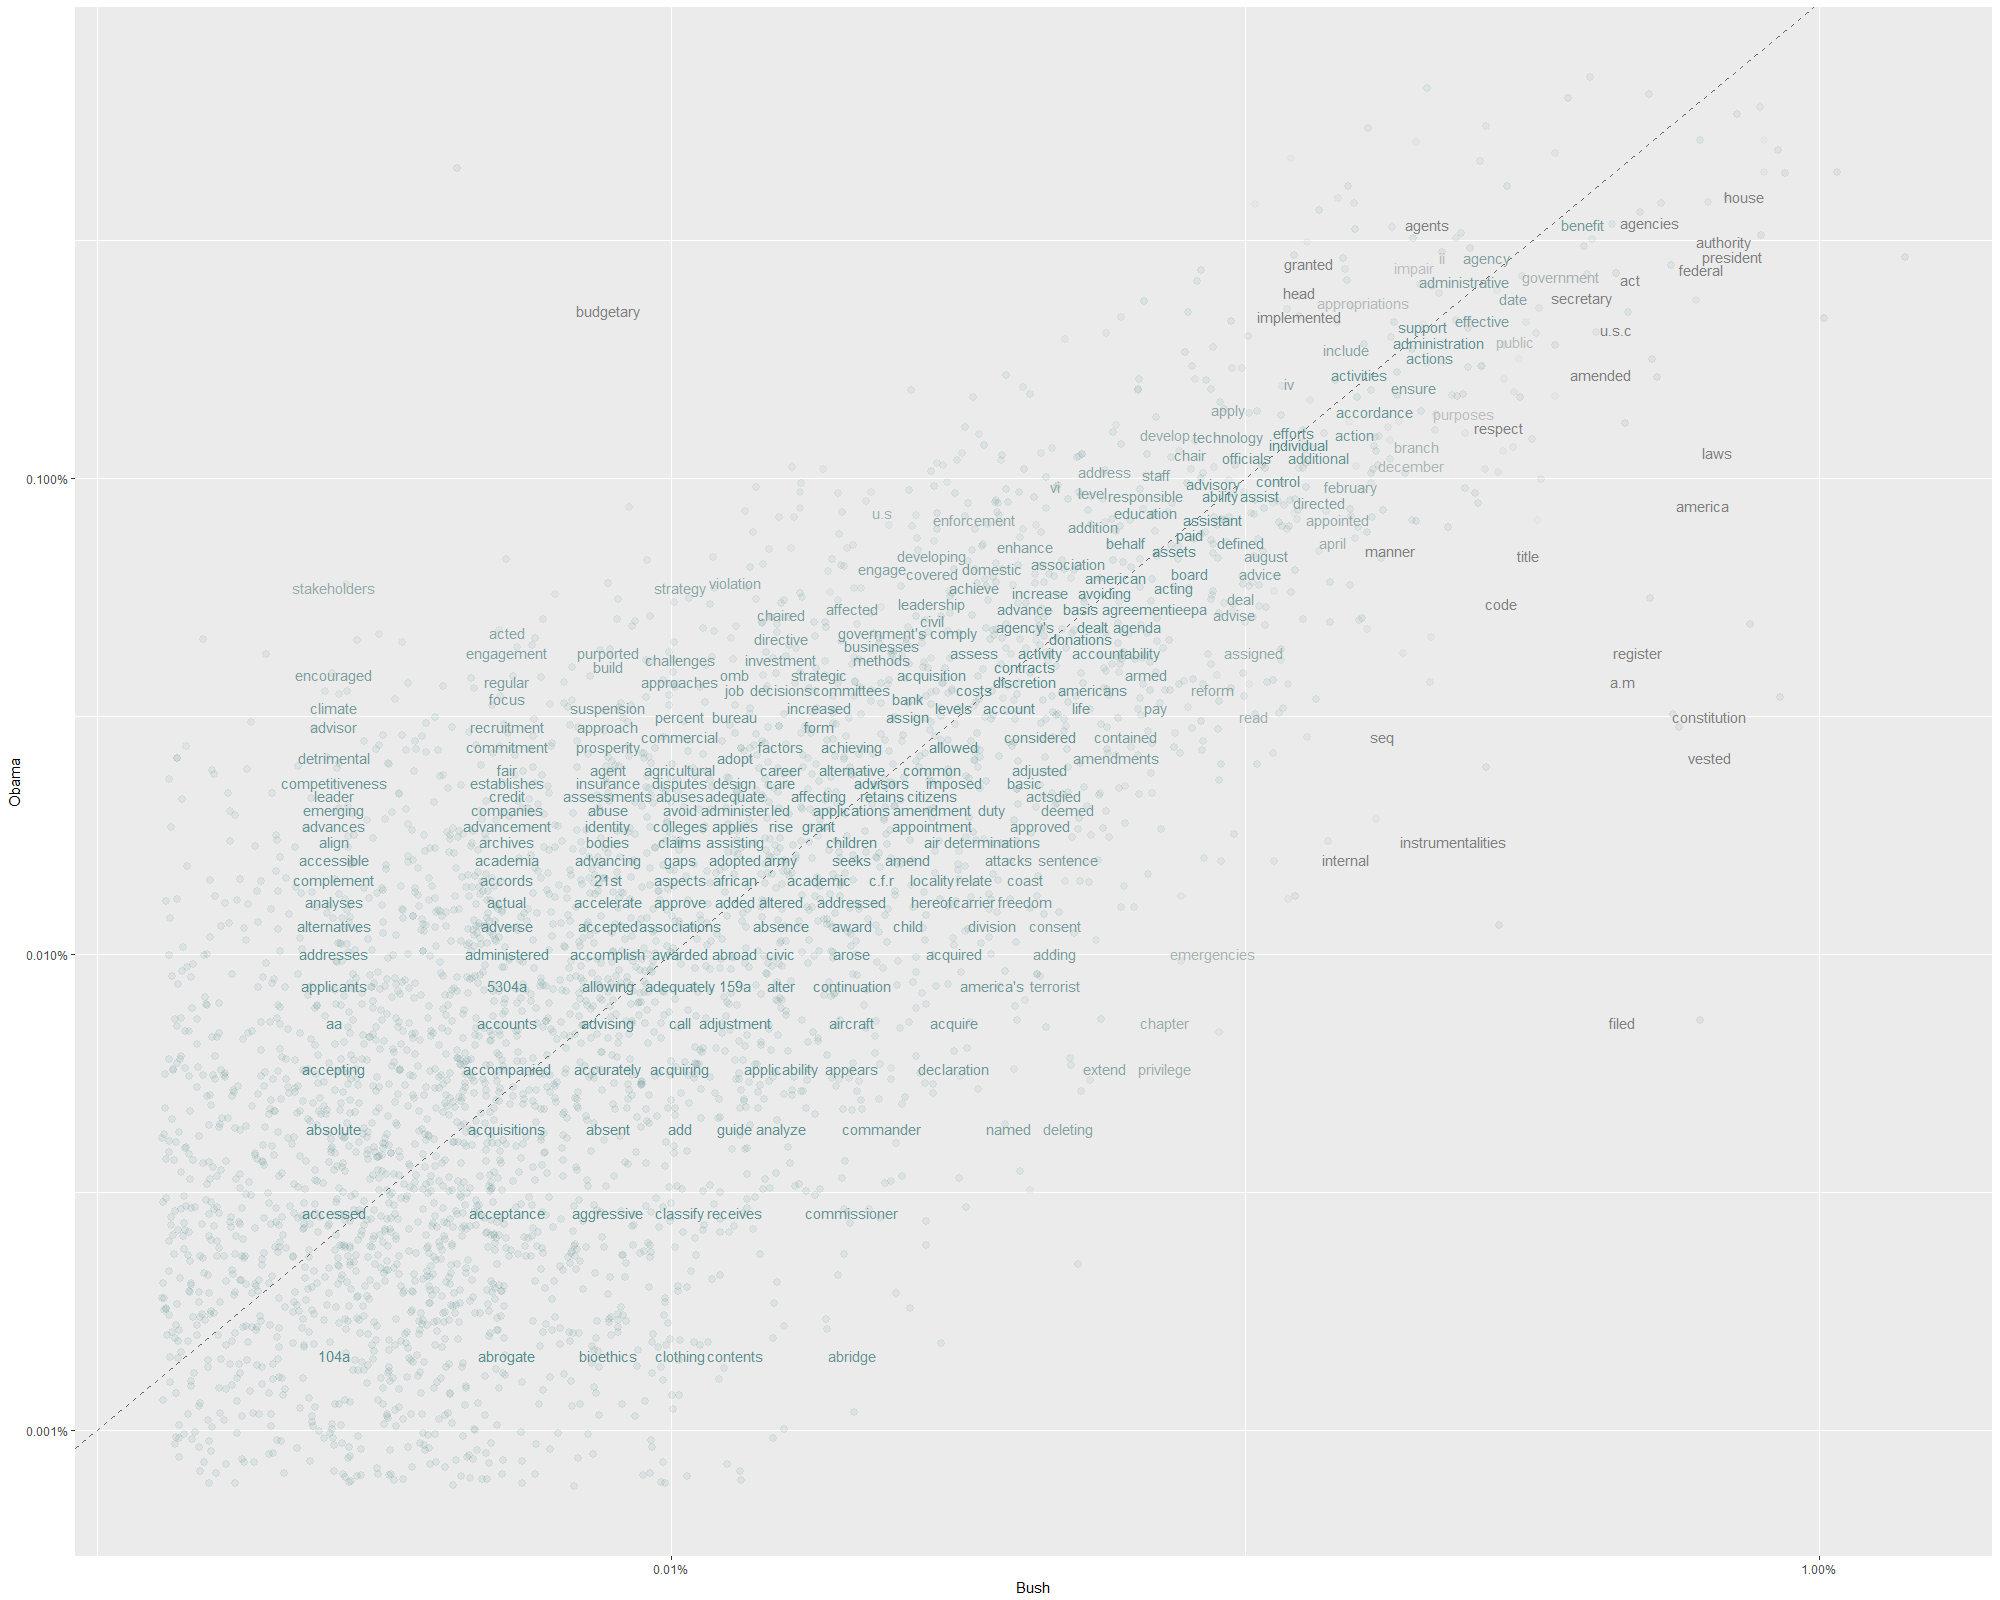 house
agents benefit agencies
authority
ii agency president
granted impair federal
administrative government act
head date secretary
appropriations
implemented effective
budgetary support u.s.c
administration public
include actions
activities amended
iv ensure
apply accordance purposes
efforts respect
develop technology action
individual branch
chair officials additional laws
december
address staff
control
vi advisory february
level responsible ability assist
directed america
u.s education
enforcement assistant appointed
addition
paid
enhance behalf defined april
assets manner
developing august title
association
engage covered domestic board advice
american
stakeholders strategy violation achieve acting
increase avoiding
deal
chaired affected leadership advance basis agreement ieepa code
civil advise
acted government's comply agency's dealt agenda
directive donations
businesses
engagement purported assess activity accountability assigned register
challenges investment methods
build contracts
encouraged omb strategic acquisition armed
regular approaches discretion a.m
job decisions committees costs americans reform
focus bank
climate suspension increased levels account life pay
percent bureau assign read constitution
advisor recruitment approach form
commercial considered contained seq
commitment prosperity factors achieving allowed
detrimental adopt amendments vested
fair agent agricultural career alternative common adjusted
competitiveness establishes insurance disputes design care advisors imposed basic
leader credit assessments abuses adequate affecting retains citizens acts died
emerging companies abuse avoid administer led applications amendment duty deemed
advances advancement identity colleges applies rise grant appointment approved
align archives bodies claims assisting children air determinations instrumentalities
accessible academia advancing gaps adopted army seeks amend attacks sentence internal
complement accords 21st aspects african academic c.f.r locality relate coast
analyses actual accelerate approve added altered addressed hereof carrier freedom
alternatives adverse accepted associations absence award child division consent
addresses administered accomplish awarded abroad civic arose acquired adding emergencies
applicants 5304a allowing adequately 159a alter continuation america's terrorist
aa accounts advising call adjustment aircraft acquire chapter filed
accepting accompanied accurately acquiring applicability appears declaration extend privilege
absolute acquisitions absent add guide analyze commander named deleting
accessed acceptance aggressive classify receives commissioner
104a abrogate bioethics clothing contents abridge
0.100%
0.010%
0.001%
Obama
0.01% 1.00%
Bush